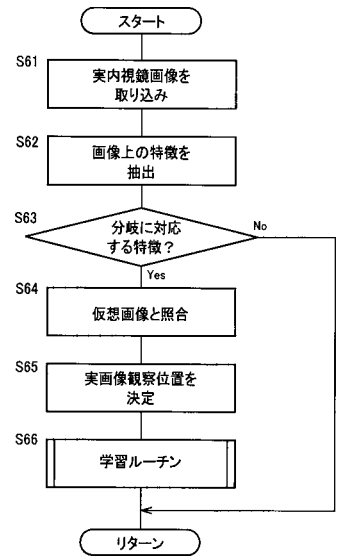 スタート
S61
実内視鏡画像を
取り込み
S62
画像上の特徴を
抽出
S63
分岐に対応
する特徴？
No
Yes
S64
仮想画像と照合
S65
実画像観察位置を
決定
S66
学習ルーチン
リターン